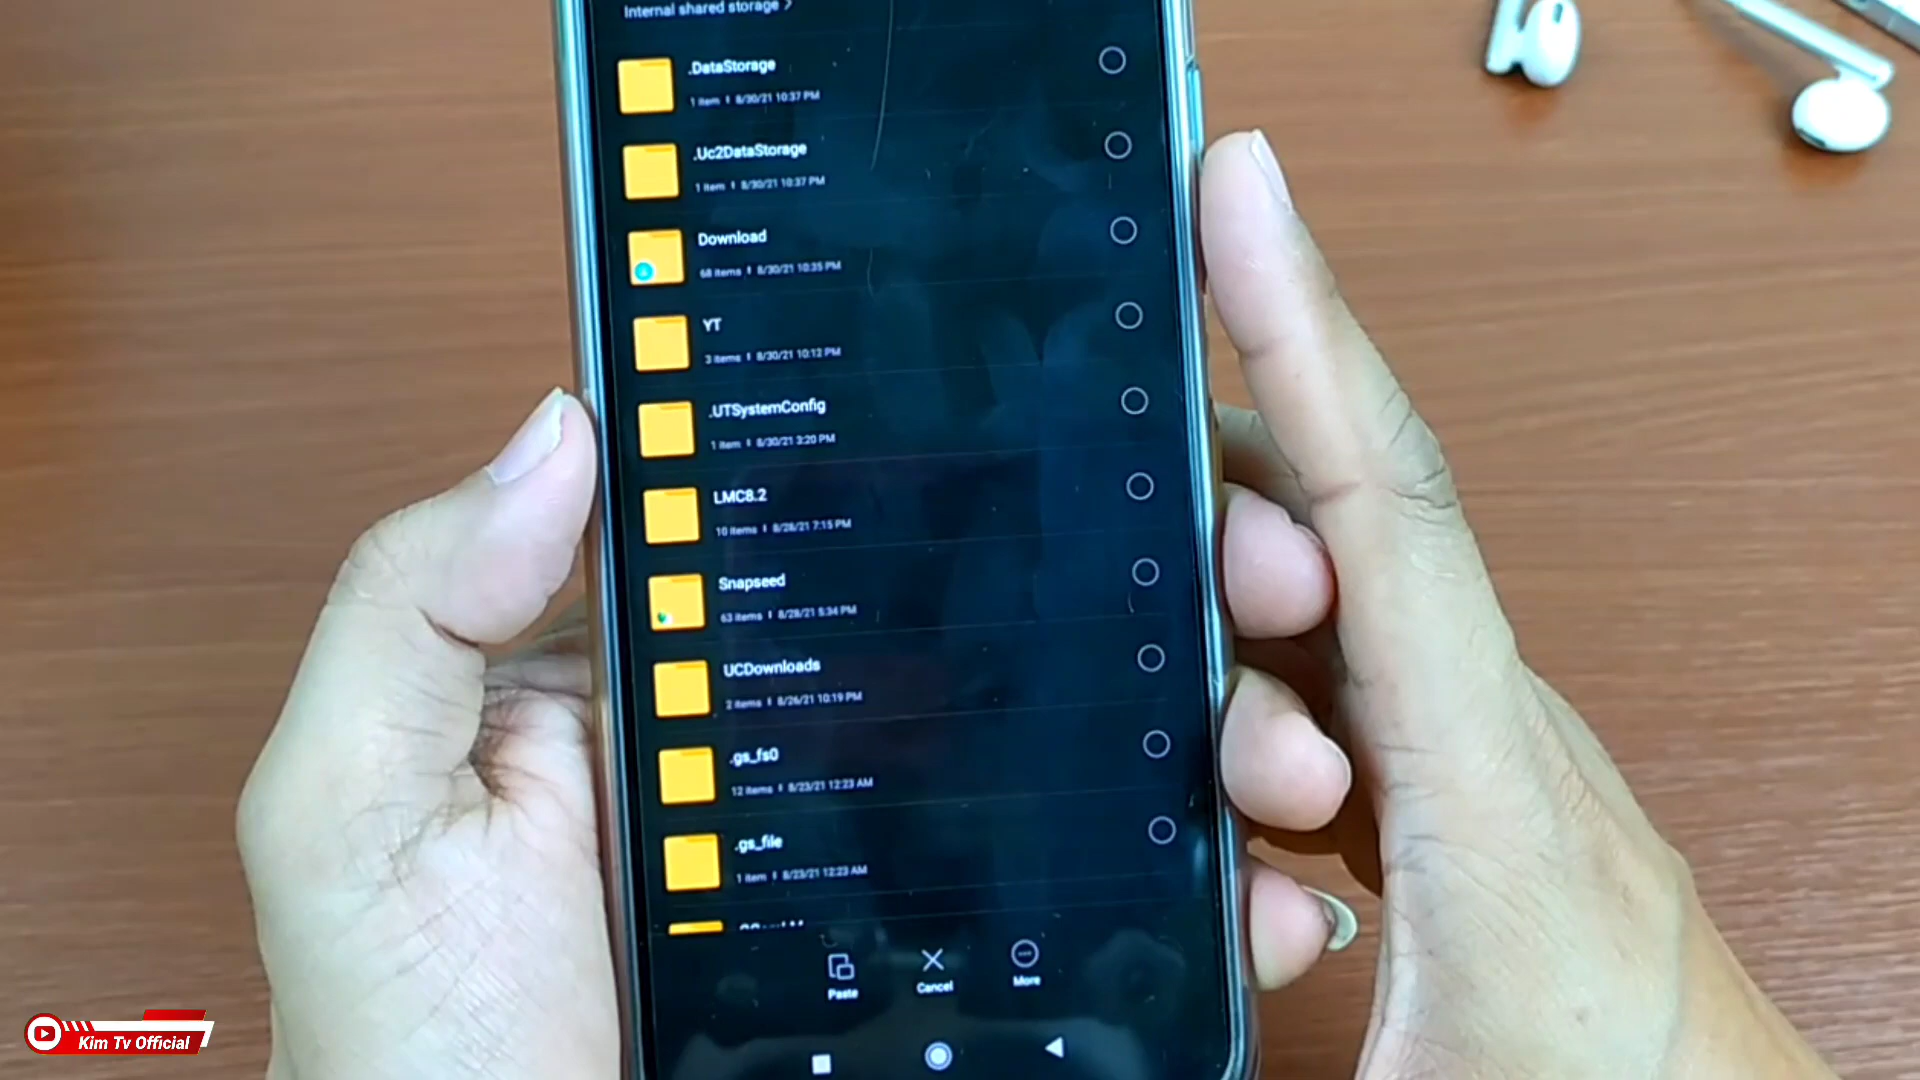 Internal shared storage >
.DataStorage
1 item | 8/30/21 10:37 PM
.Uc2DataStorage
1 item | 8/30/21 10:37 PM
Download
68 items | 8/30/21 10:35 PM
YT
3 items | 8/30/21 10:12 PM
.UTSystemConfig
1 item | 8/30/21 3:20 PM
LMC8.2
10 items | 8/28/21 7:15 PM
Snapseed
63 items | 8/28/21 5:34 PM
UCDownloads
2 items | 8/26/21 10:19 PM
.gs_fs0
12 items | 8/23/21 12:23 AM
.gs_file
1 item | 8/23/21 12:23 AM
Paste
Cancel
More
Kim Tv Official